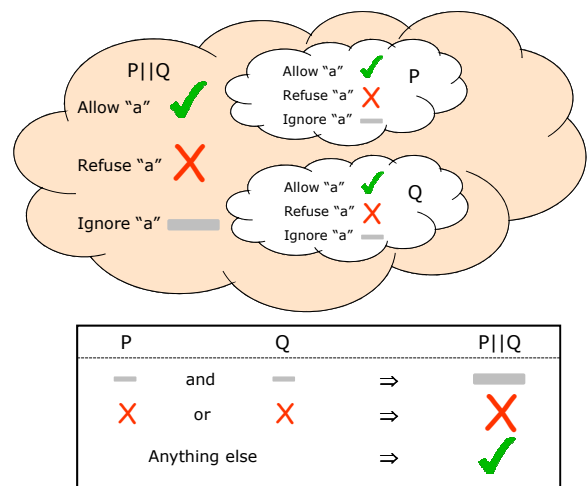 P||Q
Allow “a”
Refuse “a”
Ignore “a”
Allow “a”
P
Refuse “a”
Ignore “a”
Allow “a”
Q
Refuse “a”
Ignore “a”
P Q P||Q
and ⇒
or ⇒
Anything else ⇒